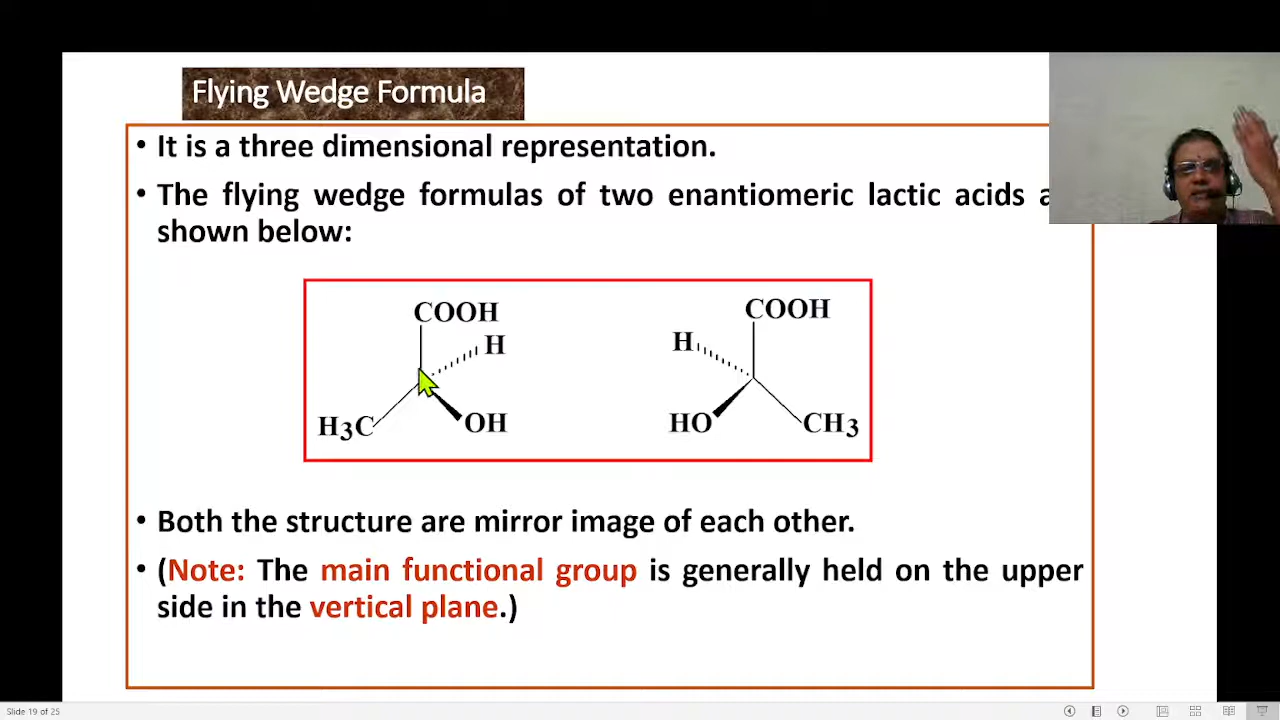 Flying Wedge Formula
• It is a three dimensional representation.
• The flying wedge formulas of two enantiomeric lactic acids
shown below:
COOH
H
H3C
OH
COOH
H
HO
CH3
• Both the structure are mirror image of each other.
• (Note: The main functional group is generally held on the upper
side in the vertical plane.)
Slide 19 of 25